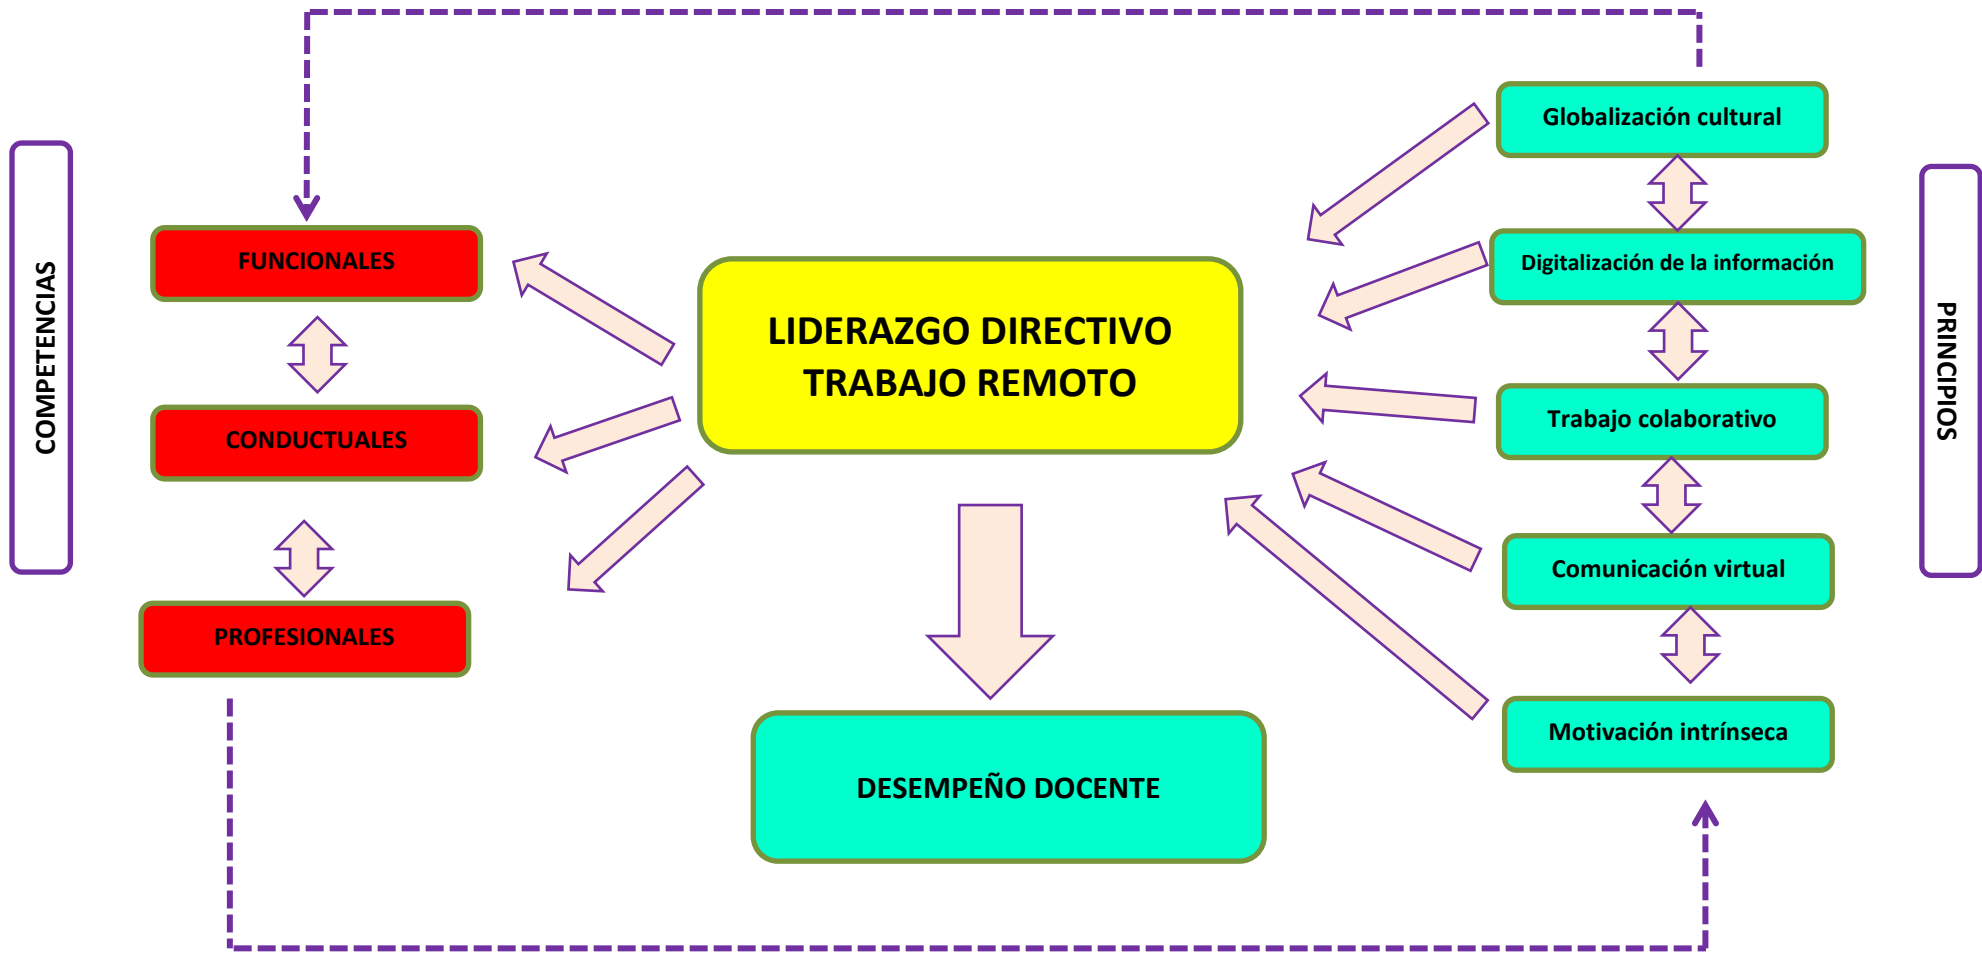 COMPETENCIAS
FUNCIONALES
CONDUCTUALES
PROFESIONALES
LIDERAZGO DIRECTIVO
TRABAJO REMOTO
DESEMPEÑO DOCENTE
Globalización cultural
Digitalización de la información
Trabajo colaborativo
Comunicación virtual
Motivación intrínseca
PRINCIPIOS